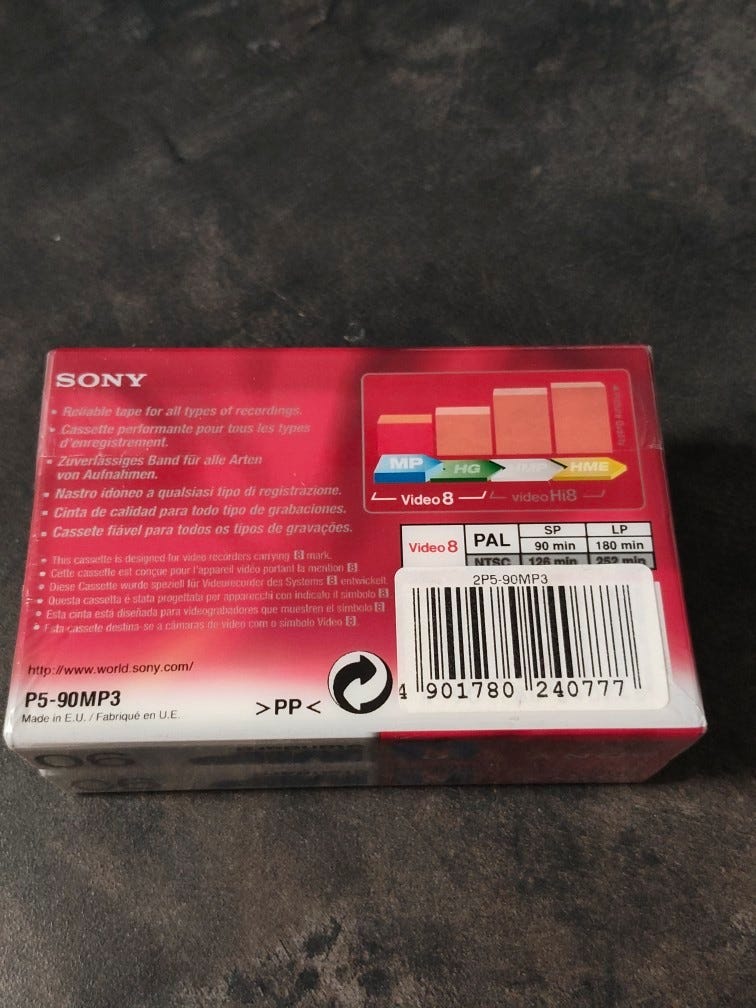 SONY
• Reliable tape for all types of recordings.
• Cassette performante pour tous les types
d'enregistrement.
• Zuverlässiges Band für alle Arten
von Aufnahmen.
• Nastro idoneo a qualsiasi tipo di registrazione.
• Cinta de calidad para todo tipo de grabaciones.
• Cassete fiável para todos os tipos de gravações.
• This cassette is designed for video recorders carrying 8 mark.
• Cette cassette est conçue pour l'appareil vidéo portant la mention 8.
• Diese Cassette wurde speziell für Videorecorder des Systems 8 entwickelt.
• Questa cassetta è stata progettata per apparecchi con indicato il simbolo 8.
• Esta cinta está diseñada para videograbadores que muestren el símbolo 8.
• Esta cassete destina-se a câmaras de vídeo com o símbolo Video 8.
http://www.world.sony.com/
P5-90MP3
Made in E.U. / Fabriqué en U.E.
>PP<
MP HG HMP HME
Video 8 video Hi8
Video 8 PAL SP LP
90 min 180 min
NTSC 126 min 252 min
2P5-90MP3
4 901780 240777
90